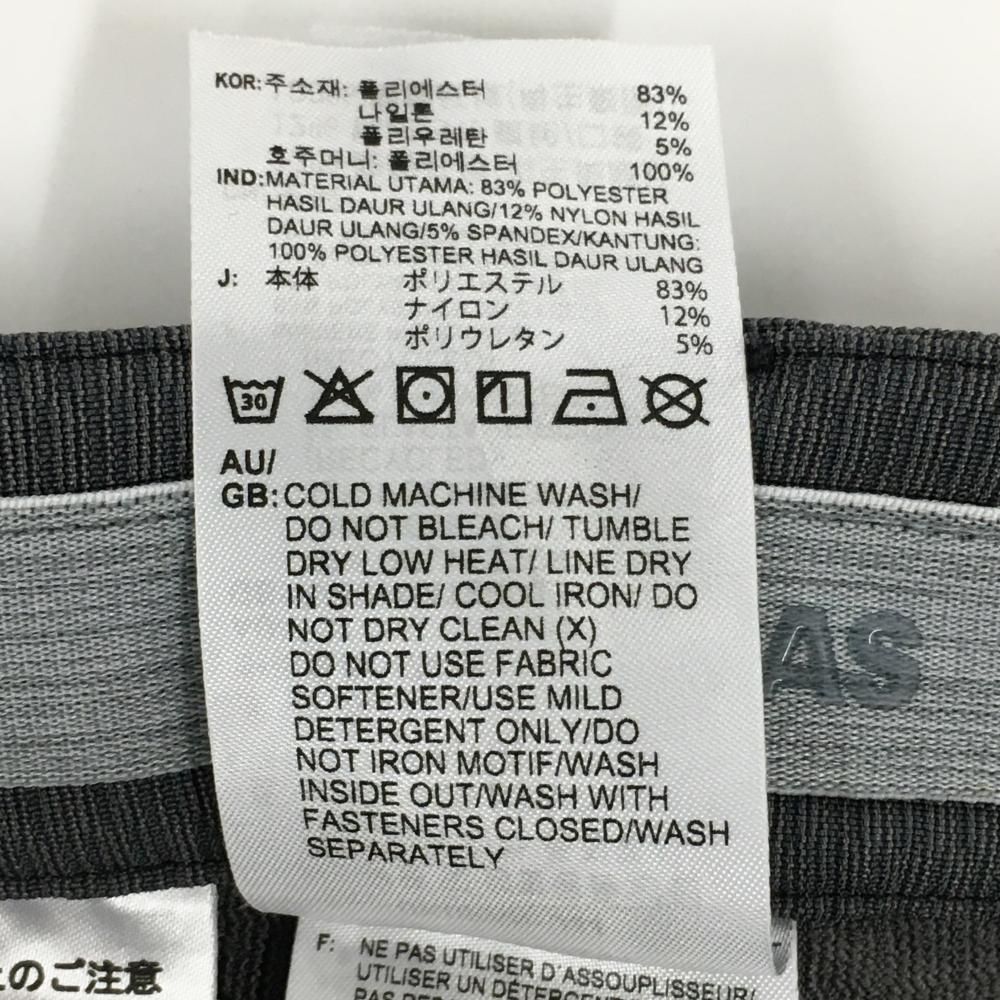 KOR: 주소재: 폴리에스터 83%
나일론 12%
폴리우레탄 5%
호주머니: 폴리에스터 100%
IND: MATERIAL UTAMA: 83% POLYESTER
HASIL DAUR ULANG/12% NYLON HASIL
DAUR ULANG/5% SPANDEX/KANTUNG:
100% POLYESTER HASIL DAUR ULANG
J: 本体 ポリエステル 83%
ナイロン 12%
ポリウレタン 5%
30
AU/
GB: COLD MACHINE WASH/
DO NOT BLEACH/ TUMBLE
DRY LOW HEAT/ LINE DRY
IN SHADE/ COOL IRON/ DO
NOT DRY CLEAN (X)
DO NOT USE FABRIC
SOFTENER/USE MILD
DETERGENT ONLY/DO
NOT IRON MOTIF/WASH
INSIDE OUT/WASH WITH
FASTENERS CLOSED/WASH
SEPARATELY
AS
F: NE PAS UTILISER D'ASSOUPLISSEUR/
UTILISER UN DÉTERGENT
のご注意